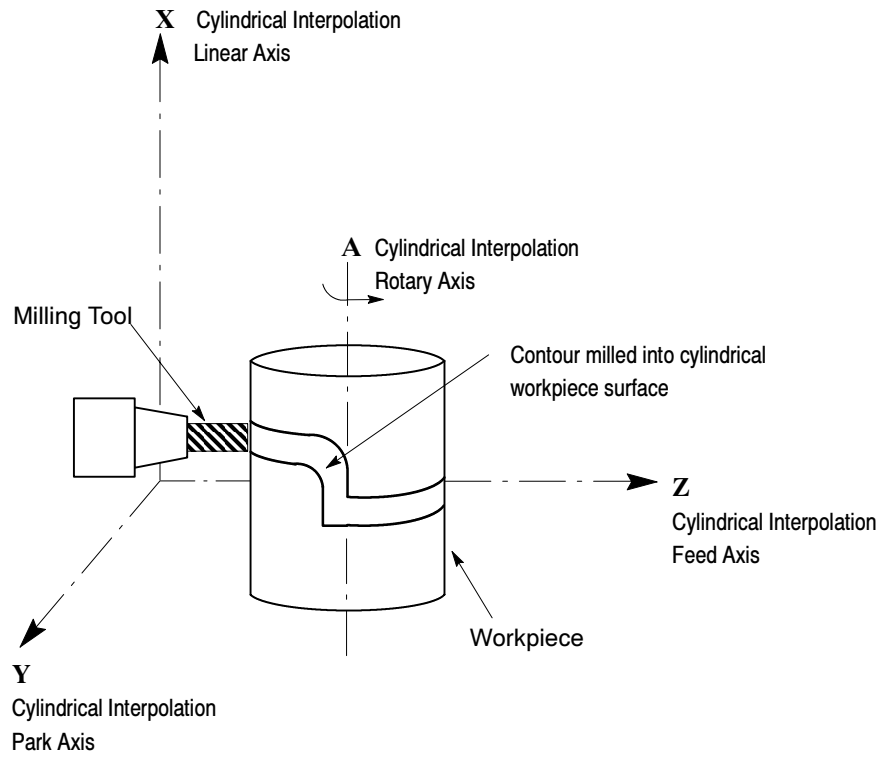 X Cylindrical Interpolation
Linear Axis
A Cylindrical Interpolation
Rotary Axis
Milling Tool
Contour milled into cylindrical
workpiece surface
Z
Cylindrical Interpolation
Feed Axis
Workpiece
Y
Cylindrical Interpolation
Park Axis